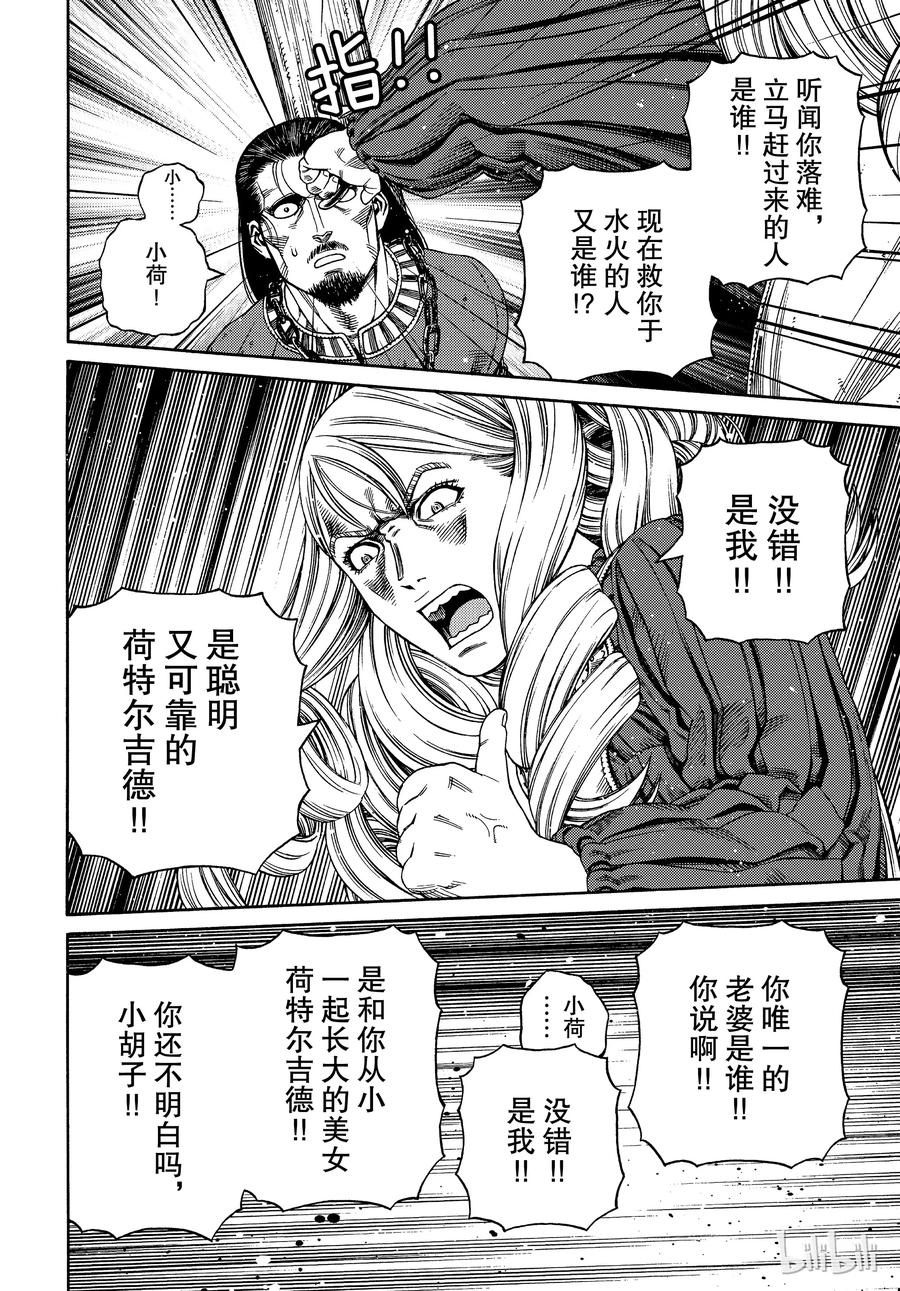 听闻你落难，
立马赶过来的人
是谁!!
现在救你于
水火的人
又是谁!?
指!!
小……
小荷！
没错!!
是我!!
是聪明
又可靠的
荷特尔吉德!!
你唯一的
老婆是谁!!
你说啊!!
小荷
……
没错!!
是我!!
是和你从小
一起长大的美女
荷特尔吉德!!
你还不明白吗，
小胡子!!
bilibili